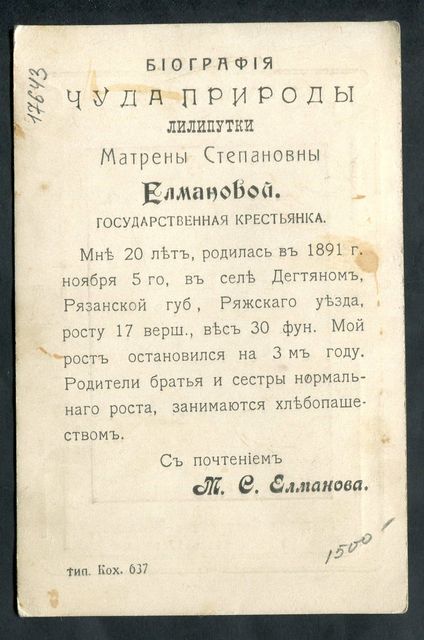 17643
БІОГРАФІЯ
ЧУДА ПРИРОДЫ
ЛИЛИПУТКИ
Матрены Степановны
Елмановой.
ГОСУДАРСТВЕННАЯ КРЕСТЬЯНКА.
Мнѣ 20 лѣтъ, родилась въ 1891 г.
ноября 5 го, въ селѣ Дегтяномъ,
Рязанской губ, Ряжскаго уѣзда,
росту 17 верш., вѣсъ 30 фун. Мой
ростъ остановился на 3 мъ году.
Родители братья и сестры нормаль-
наго роста, занимаются хлѣбопаше-
ствомъ.
Съ почтеніемъ
М. С. Елманова.
1500
тип. Кох. 637